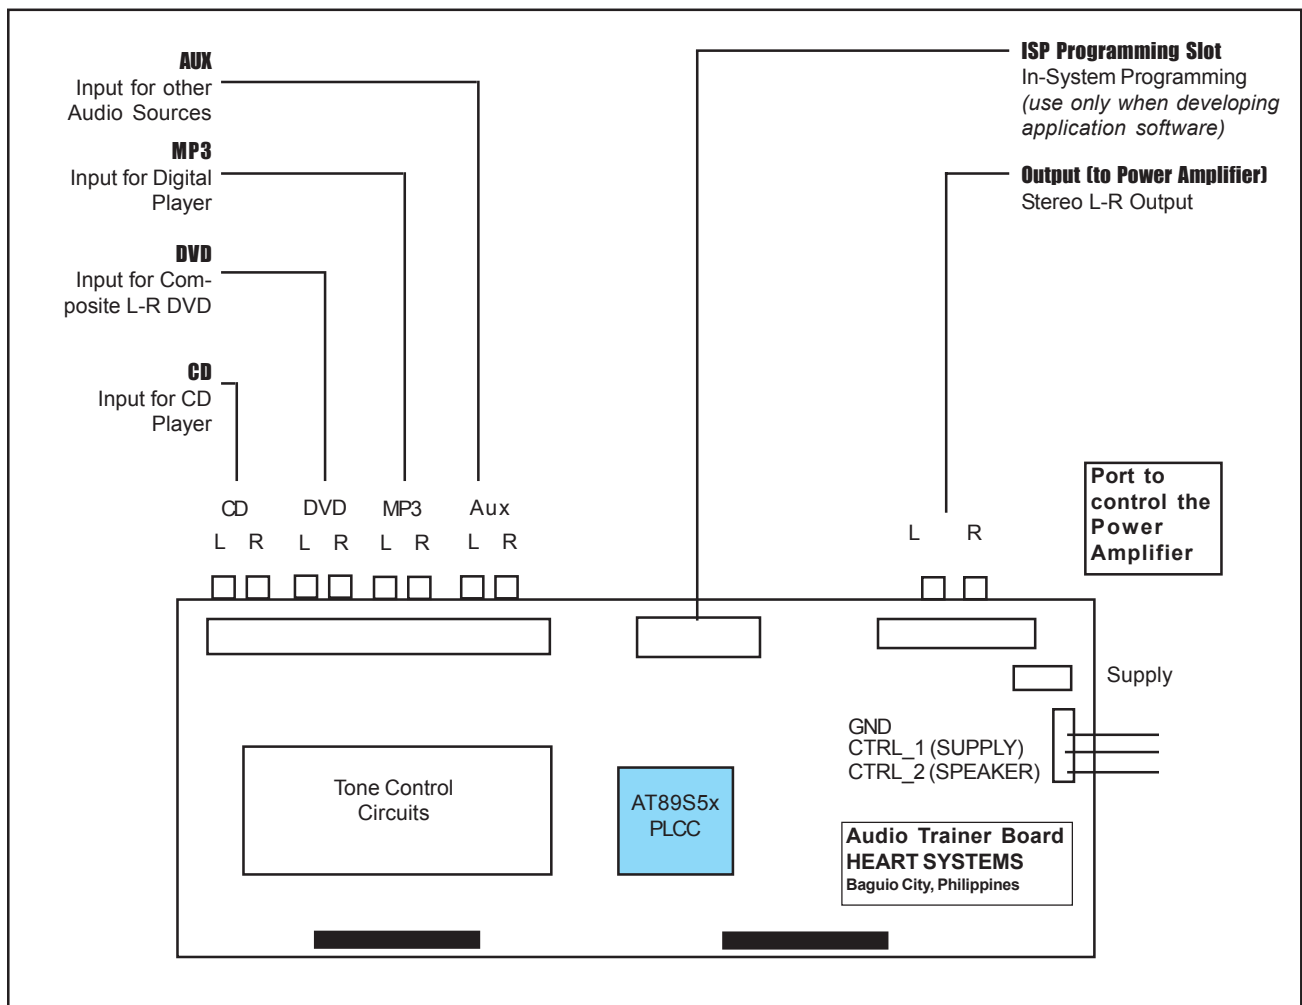 AUX
Input for other
Audio Sources
MP3
Input for Digital
Player
DVD
Input for Com-
posite L-R DVD
CD
Input for CD
Player
ISP Programming Slot
In-System Programming
(use only when developing
application software)
Output (to Power Amplifier)
Stereo L-R Output
Port to
control the
Power
Amplifier
CD DVD MP3 Aux
L R L R L R L R
L R
Supply
GND
CTRL_1 (SUPPLY)
CTRL_2 (SPEAKER)
Tone Control
Circuits
AT89S5x
PLCC
Audio Trainer Board
HEART SYSTEMS
Baguio City, Philippines